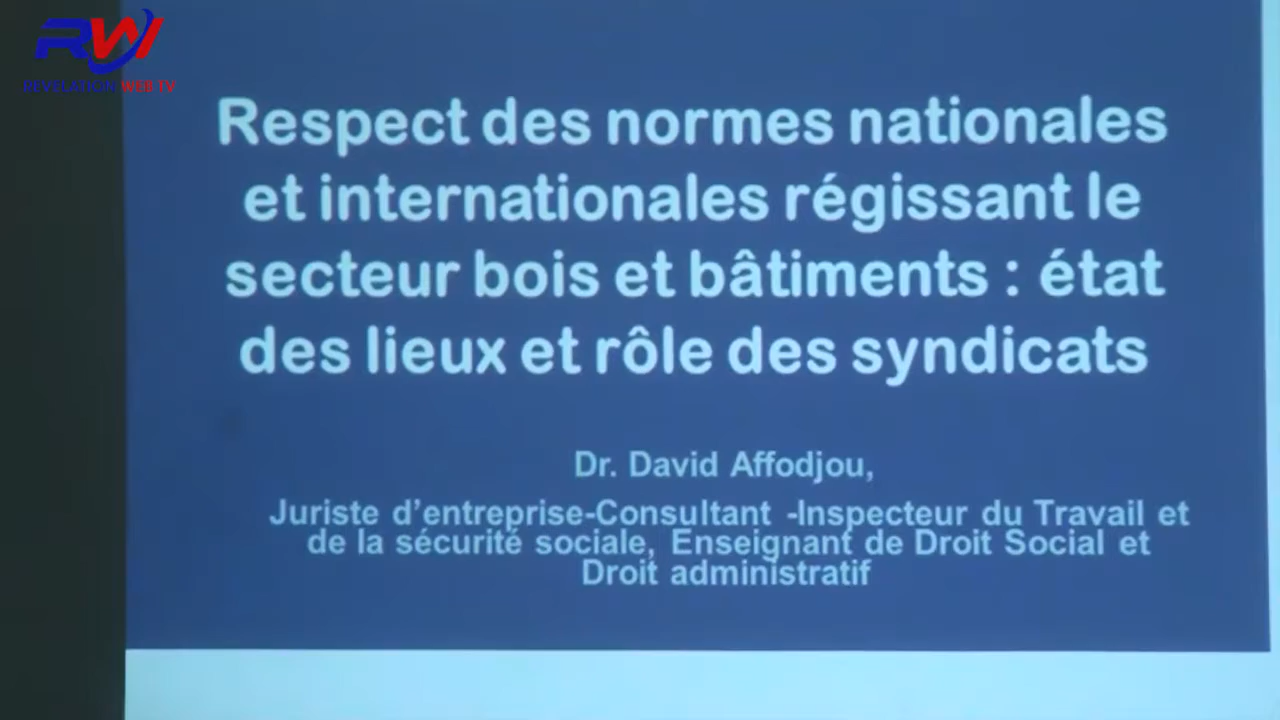 RW
REVELATION WEB TV
Respect des normes nationales
et internationales régissant le
secteur bois et bâtiments : état
des lieux et rôle des syndicats
Dr. David Affodjou,
Juriste d’entreprise-Consultant -Inspecteur du Travail et
de la sécurité sociale, Enseignant de Droit Social et
Droit administratif